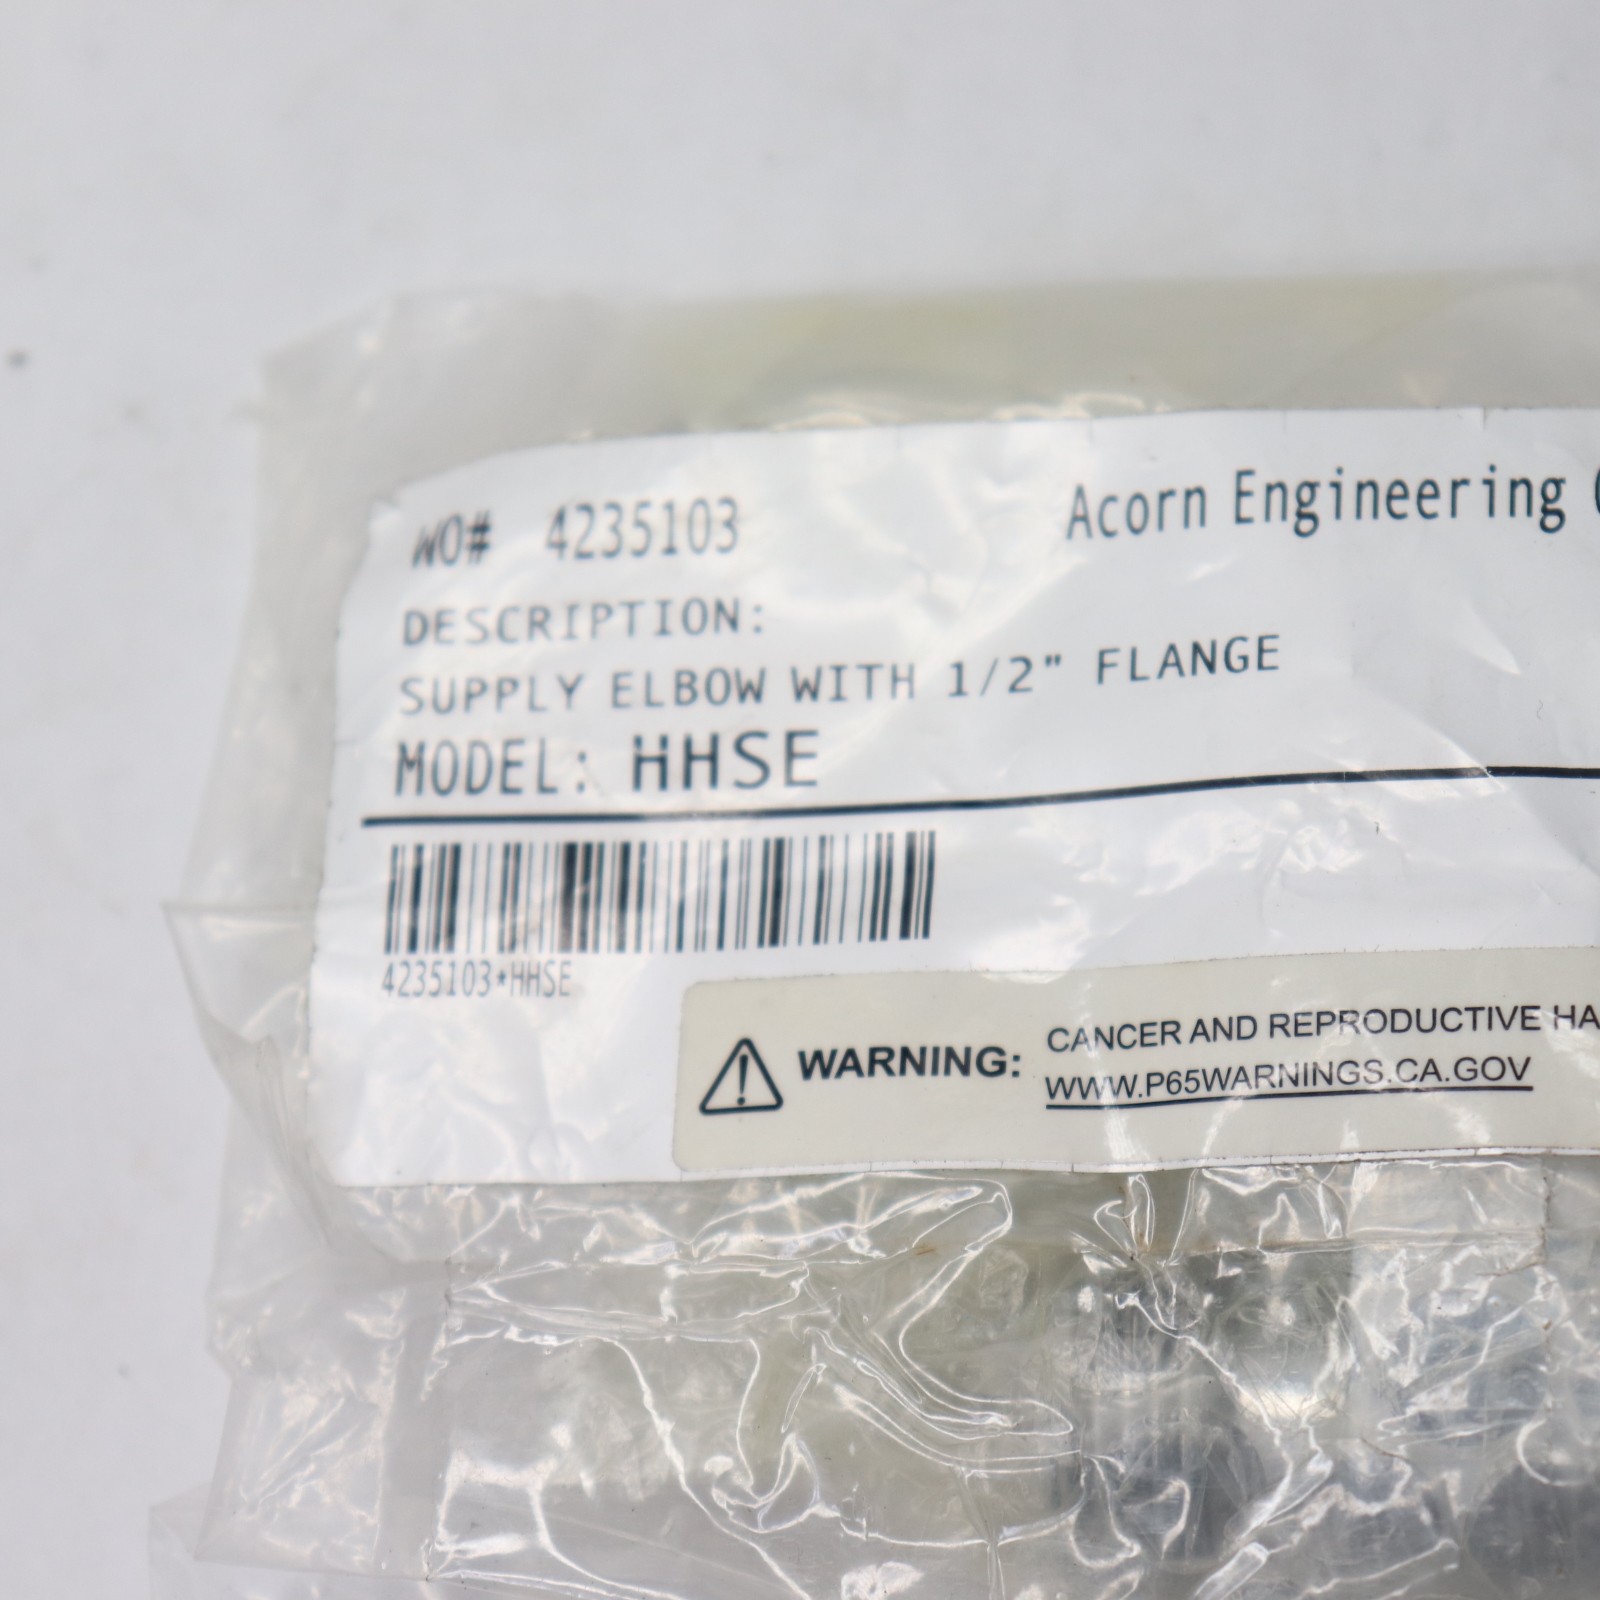 WO# 4235103 Acorn Engineering
DESCRIPTION:
SUPPLY ELBOW WITH 1/2" FLANGE
MODEL: HHSE
4235103*HHSE
WARNING: CANCER AND REPRODUCTIVE HA
WWW.P65WARNINGS.CA.GOV